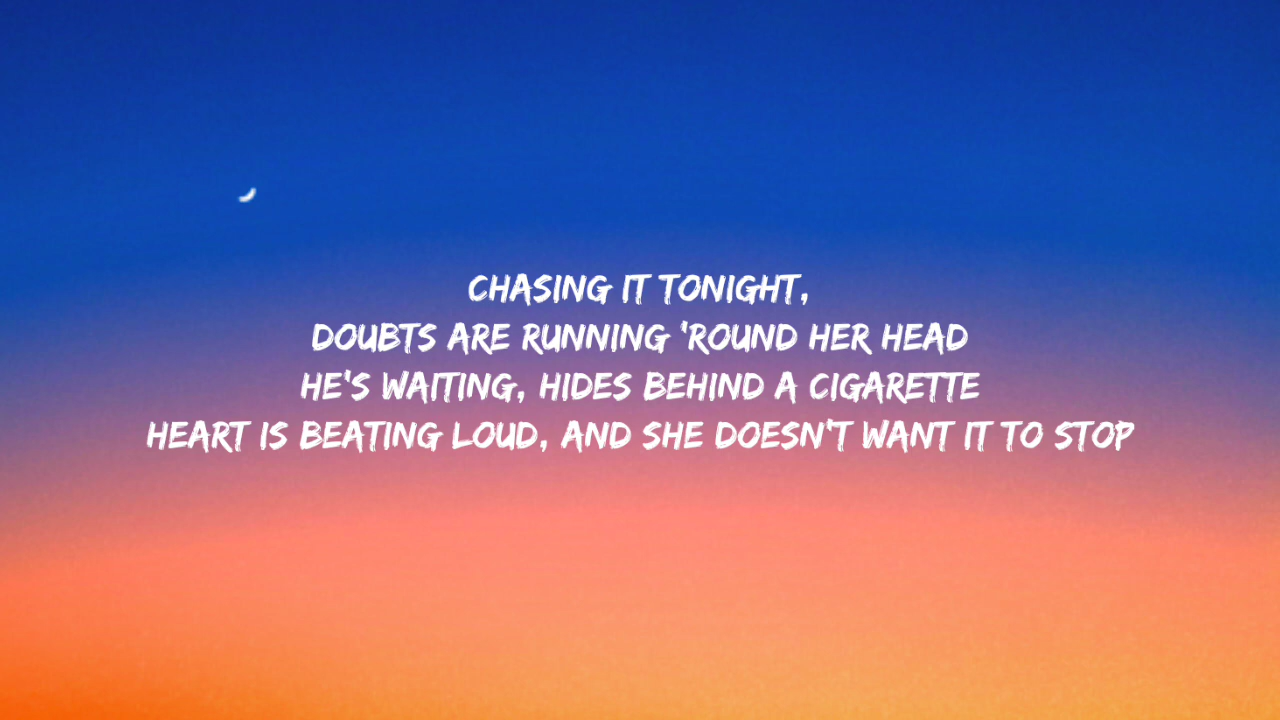 CHASING IT TONIGHT,
DOUBTS ARE RUNNING 'ROUND HER HEAD
HE'S WAITING, HIDES BEHIND A CIGARETTE
HEART IS BEATING LOUD, AND SHE DOESN'T WANT IT TO STOP